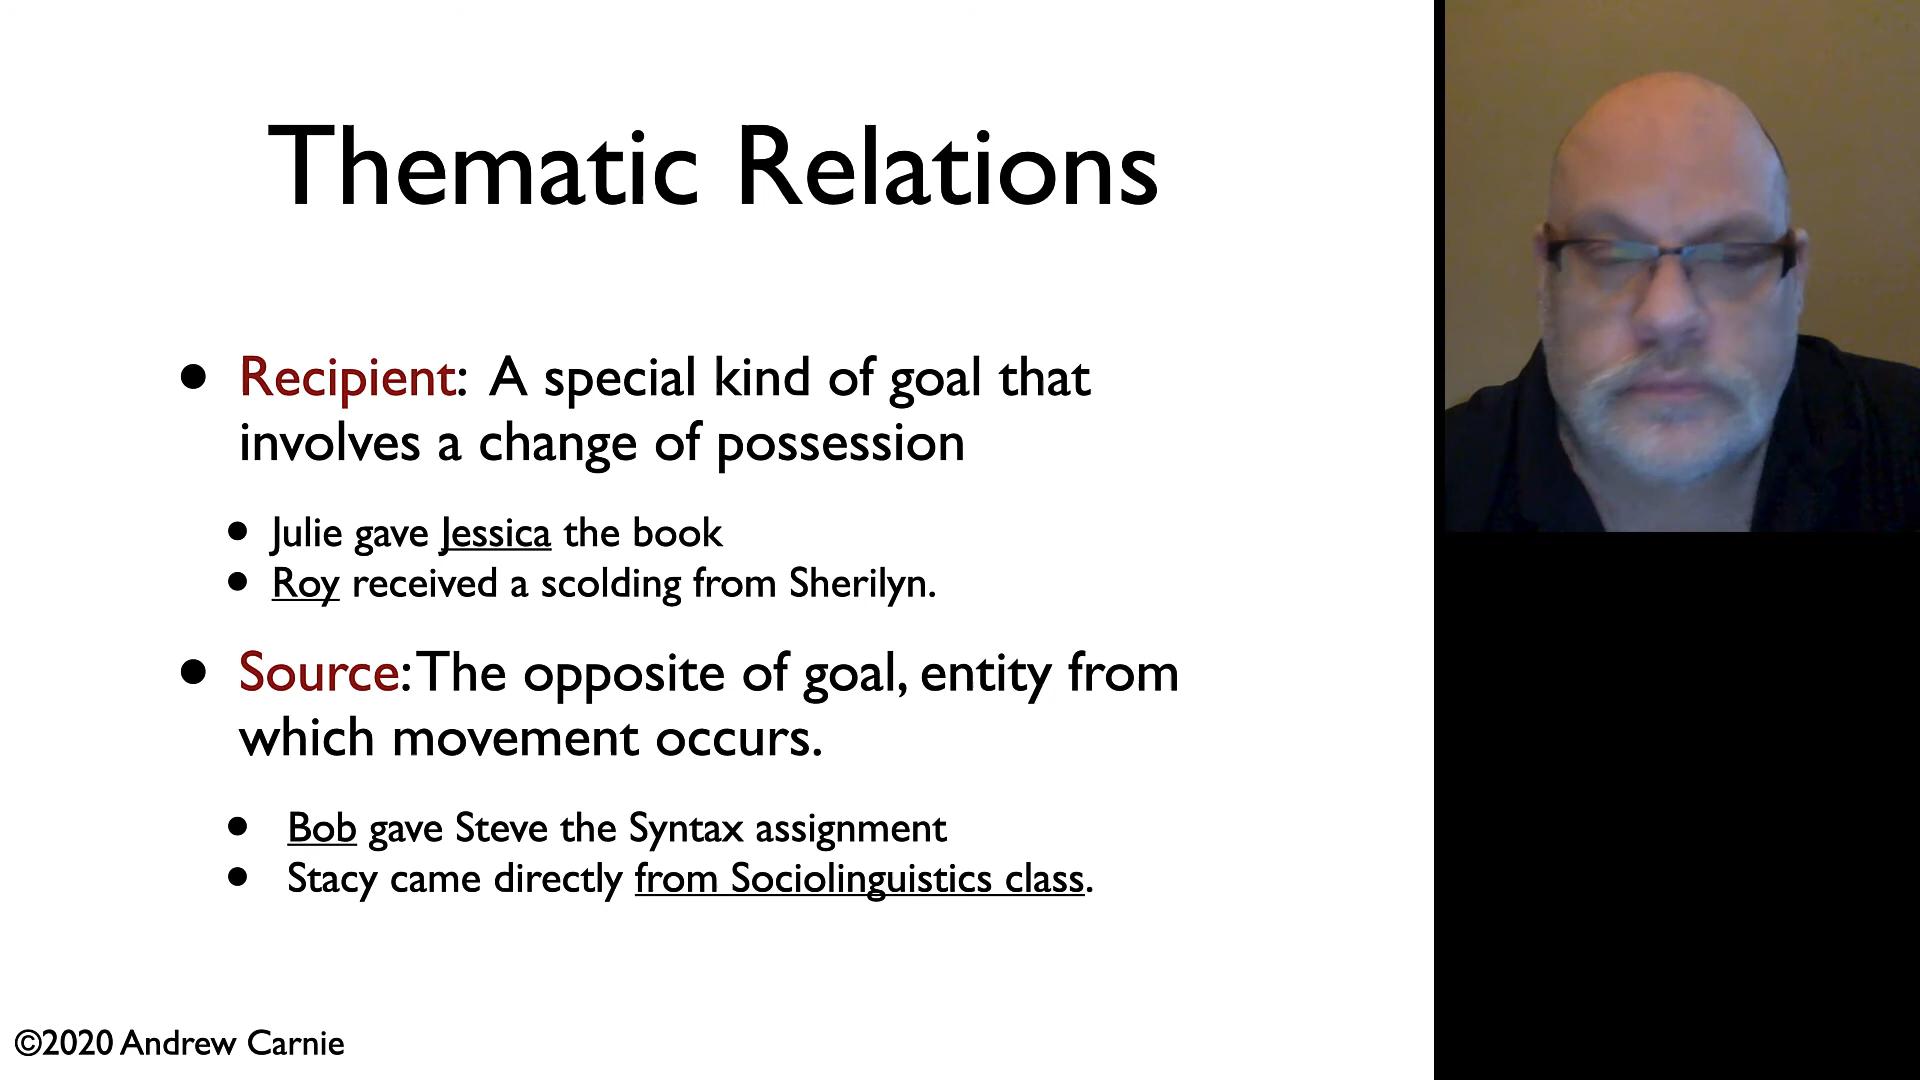 Thematic Relations
• Recipient: A special kind of goal that
involves a change of possession
• Julie gave Jessica the book
• Roy received a scolding from Sherilyn.
• Source: The opposite of goal, entity from
which movement occurs.
• Bob gave Steve the Syntax assignment
• Stacy came directly from Sociolinguistics class.
©2020 Andrew Carnie